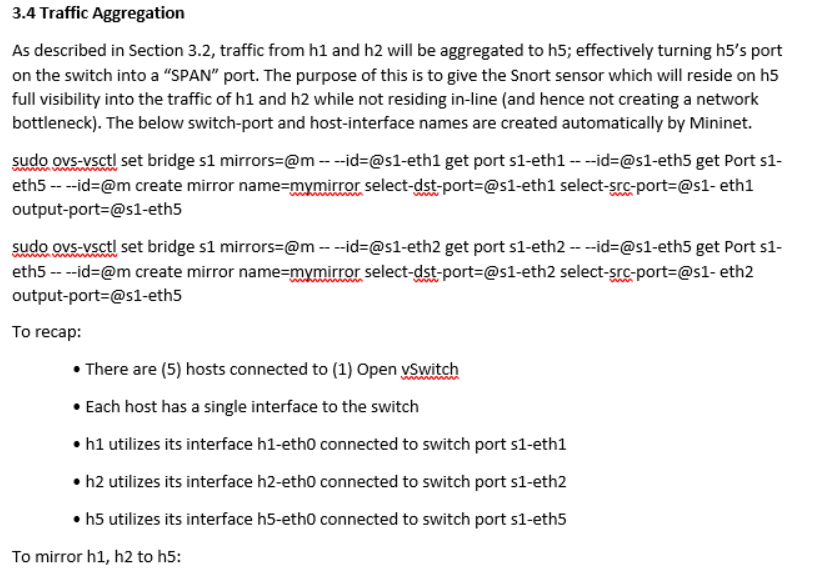 3.4 Traffic Aggregation
As described in Section 3.2, traffic from h1 and h2 will be aggregated to h5; effectively turning h5's port
on the switch into a “SPAN” port. The purpose of this is to give the Snort sensor which will reside on h5
full visibility into the traffic of h1 and h2 while not residing in-line (and hence not creating a network
bottleneck). The below switch-port and host-interface names are created automatically by Mininet.
sudo ovs-vsctl set bridge s1 mirrors=@m -- --id=@s1-eth1 get port s1-eth1 -- --id=@s1-eth5 get Port s1-
eth5 -- --id=@m create mirror name=mymirror select-dst-port=@s1-eth1 select-src-port=@s1- eth1
output-port=@s1-eth5
sudo ovs-vsctl set bridge s1 mirrors=@m -- --id=@s1-eth2 get port s1-eth2 -- --id=@s1-eth5 get Port s1-
eth5 -- --id=@m create mirror name=mymirror select-dst-port=@s1-eth2 select-src-port=@s1- eth2
output-port=@s1-eth5
To recap:
• There are (5) hosts connected to (1) Open vSwitch
• Each host has a single interface to the switch
• h1 utilizes its interface h1-eth0 connected to switch port s1-eth1
• h2 utilizes its interface h2-eth0 connected to switch port s1-eth2
• h5 utilizes its interface h5-eth0 connected to switch port s1-eth5
To mirror h1, h2 to h5: